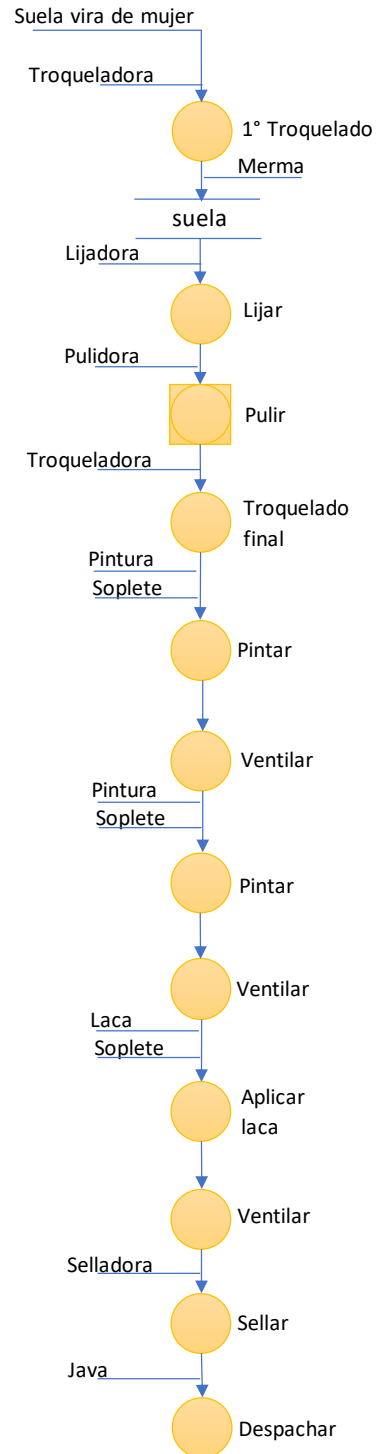 Suela vira de mujer
Troqueladora
1° Troquelado
Merma
suela
Lijadora
Lijar
Pulidora
Pulir
Troqueladora
Troquelado
final
Pintura
Soplete
Pintar
Ventilar
Pintura
Soplete
Pintar
Ventilar
Laca
Soplete
Aplicar
laca
Ventilar
Selladora
Sellar
Java
Despachar